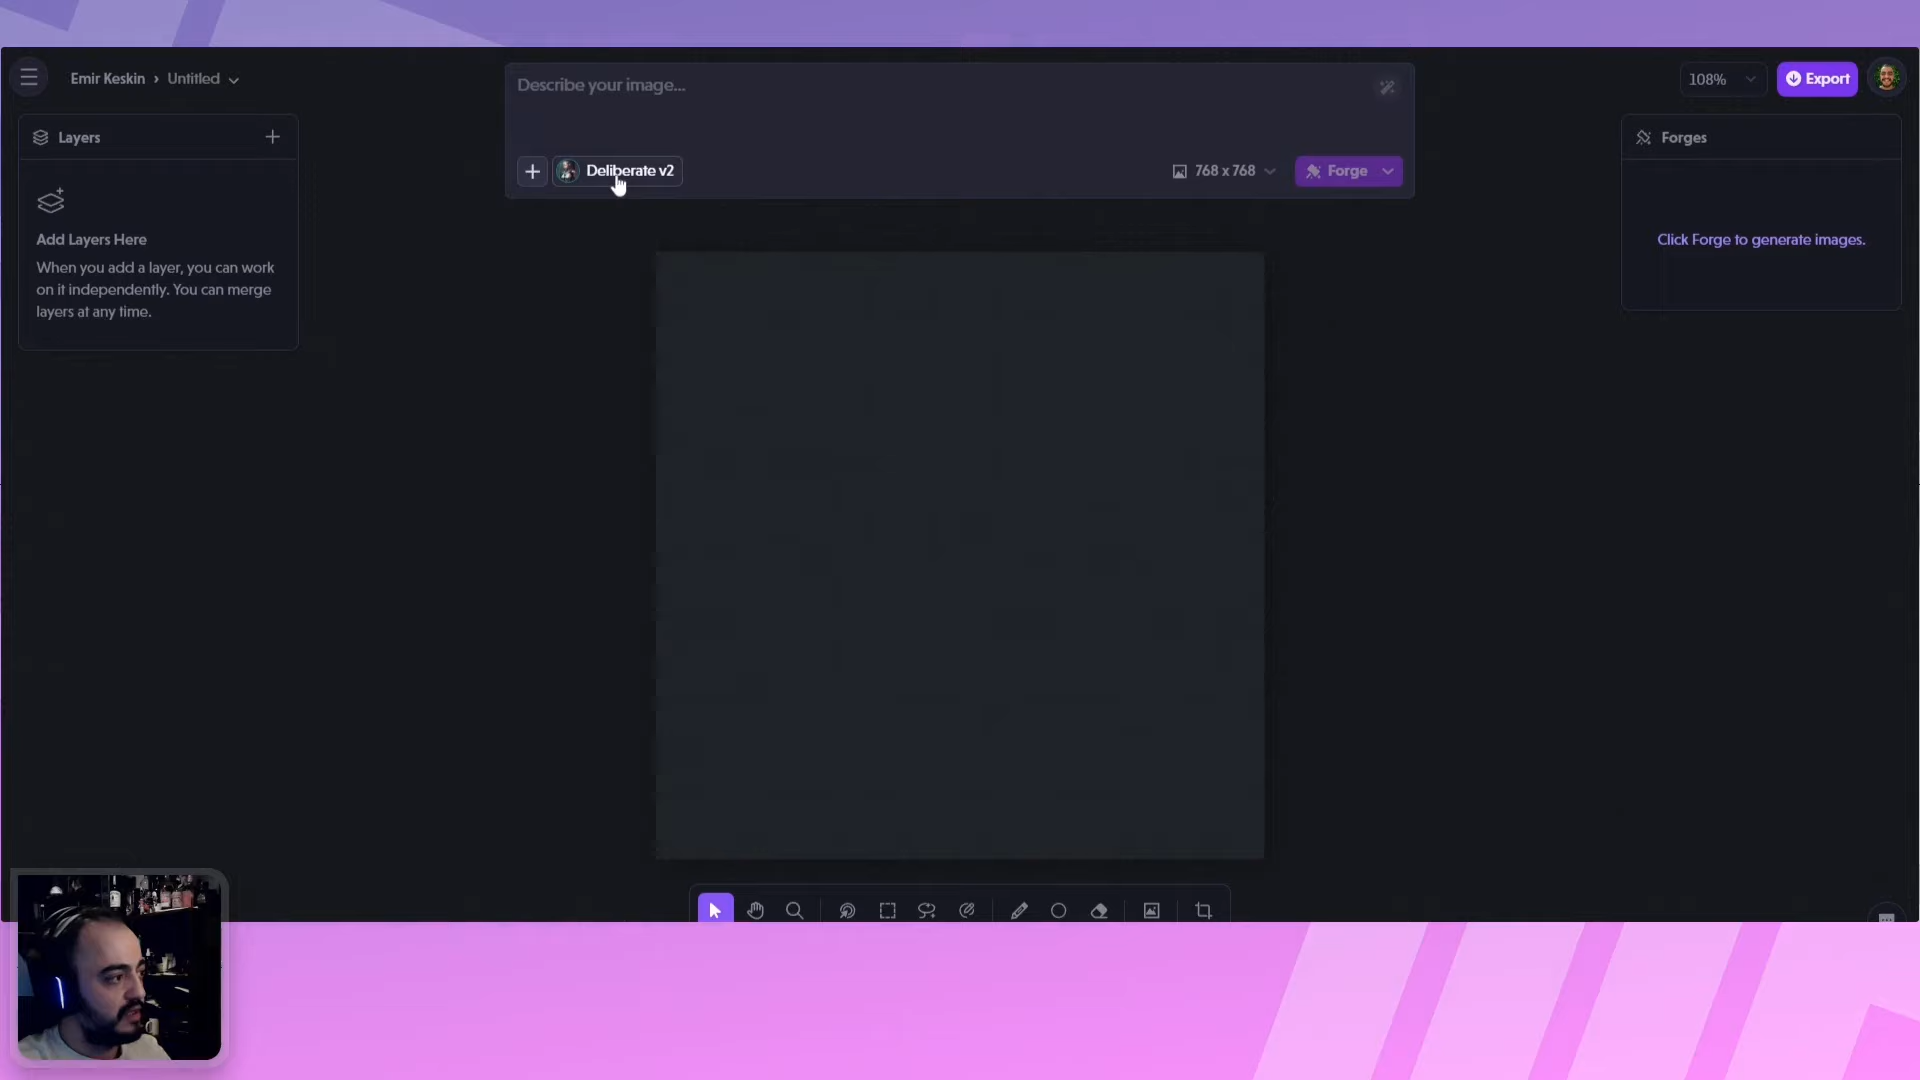 Emir Keskin › Untitled
Describe your image...
108%
Export
Layers
Forges
Deliberate v2
768 x 768
Forge
Add Layers Here
When you add a layer, you can work
on it independently. You can merge
layers at any time.
Click Forge to generate images.